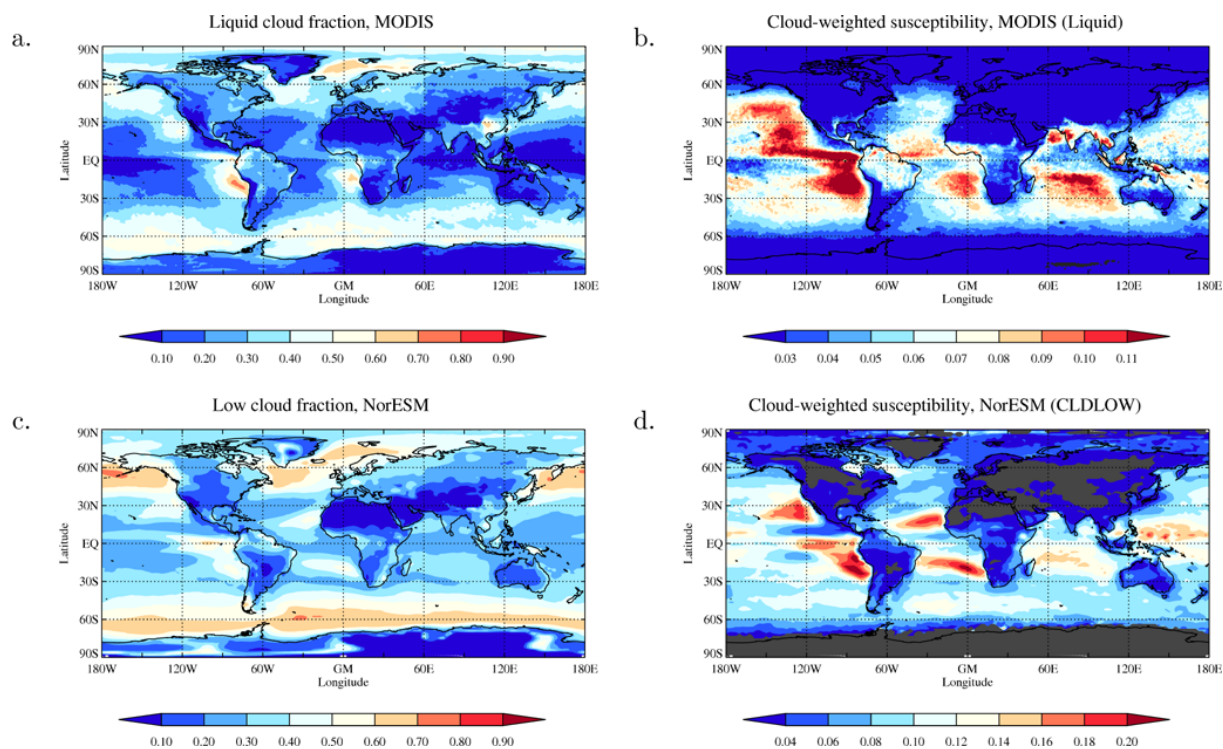 a.
Liquid cloud fraction, MODIS
90N
60N
30N
EQ
30S
60S
90S
Latitude
180W 120W 60W GM 60E 120E 180E
Longitude
0.10 0.20 0.30 0.40 0.50 0.60 0.70 0.80 0.90
b.
Cloud-weighted susceptibility, MODIS (Liquid)
90N
60N
30N
EQ
30S
60S
90S
Latitude
180W 120W 60W GM 60E 120E 180E
Longitude
0.03 0.04 0.05 0.06 0.07 0.08 0.09 0.10 0.11
c.
Low cloud fraction, NorESM
90N
60N
30N
EQ
30S
60S
90S
Latitude
180W 120W 60W GM 60E 120E 180E
Longitude
0.10 0.20 0.30 0.40 0.50 0.60 0.70 0.80 0.90
d.
Cloud-weighted susceptibility, NorESM (CLDLOW)
90N
60N
30N
EQ
30S
60S
90S
Latitude
180W 120W 60W GM 60E 120E 180E
Longitude
0.04 0.06 0.08 0.10 0.12 0.14 0.16 0.18 0.20